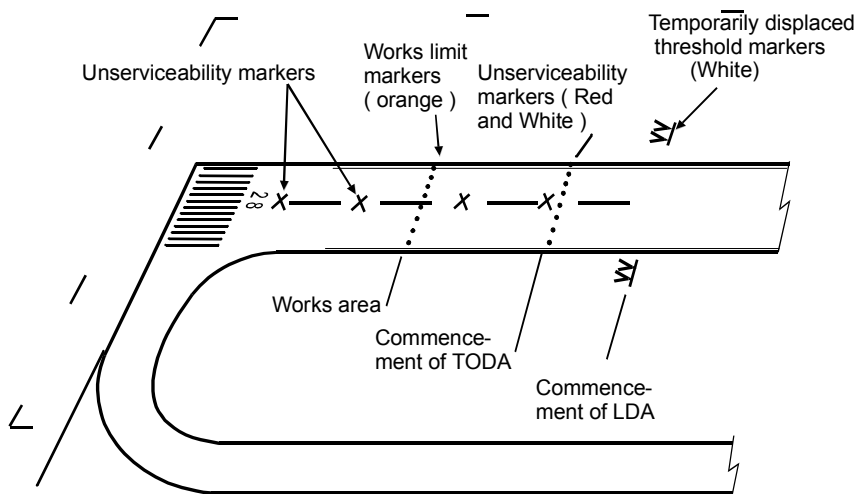 Temporarily displaced
threshold markers
(White)
Works limit
markers
( orange )
Unserviceability markers
Unserviceability
markers ( Red
and White )
28
X
X
X
X
Works area
Commence-
ment of TODA
Commence-
ment of LDA